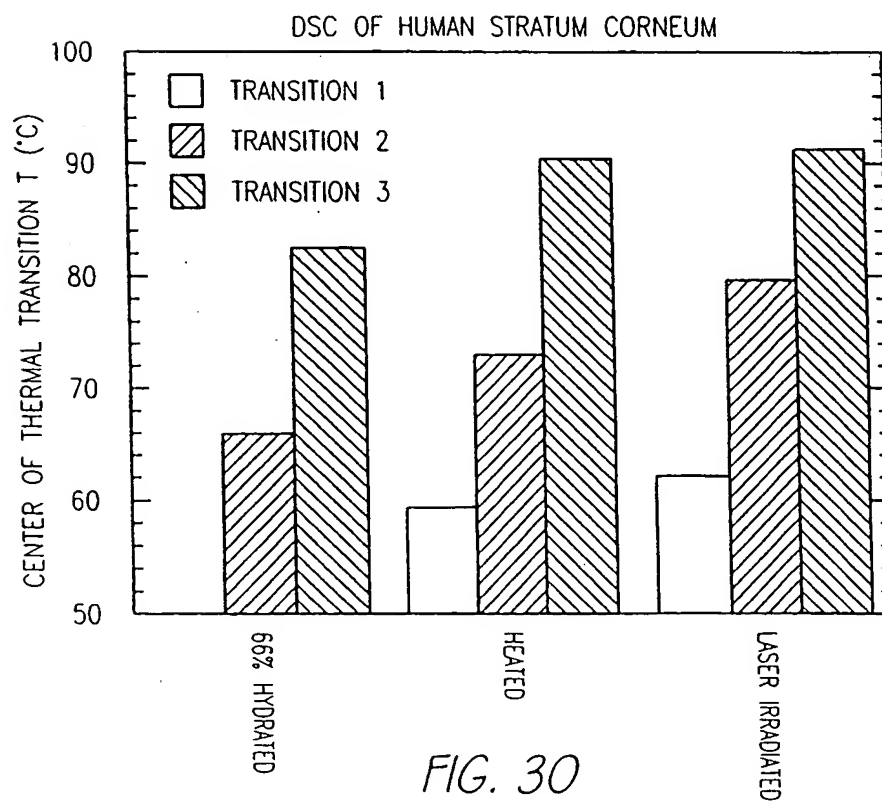 DSC OF HUMAN STRATUM CORNEUM
100
90
80
70
60
50
CENTER OF THERMAL TRANSITION T (°C)
TRANSITION 1
TRANSITION 2
TRANSITION 3
66% HYDRATED
HEATED
LASER IRRADIATED
FIG. 30